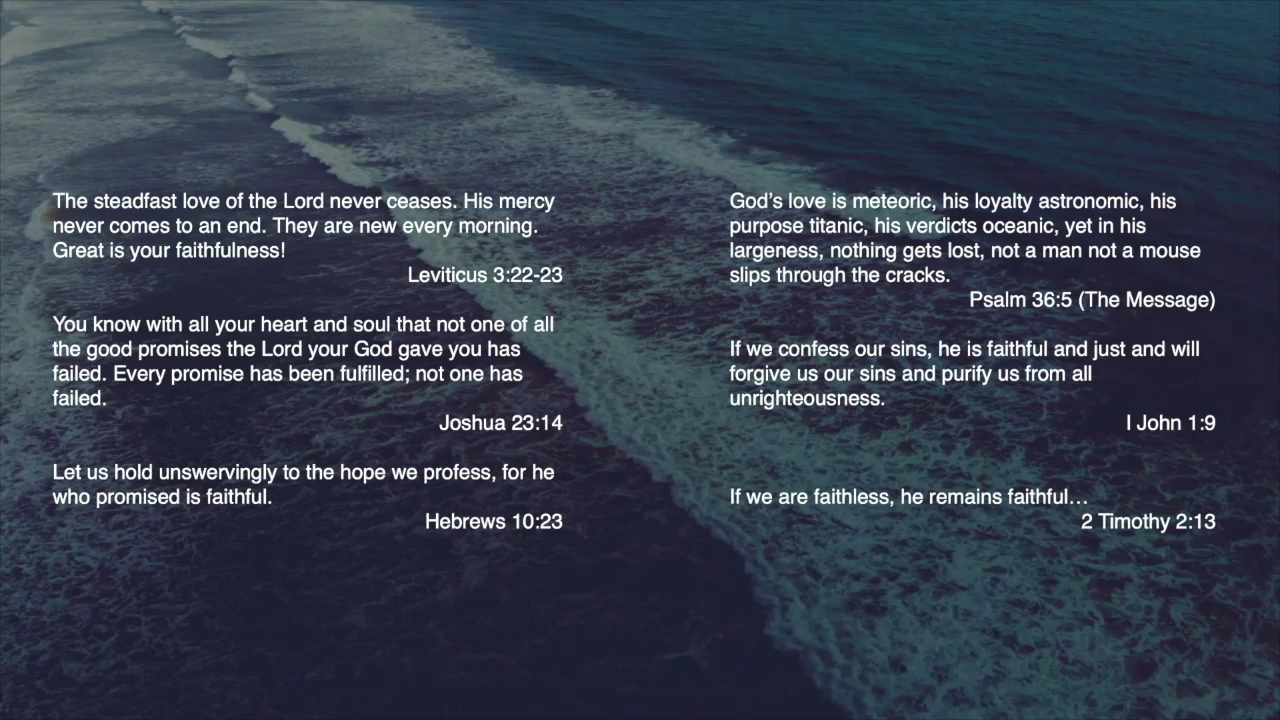 The steadfast love of the Lord never ceases. His mercy
never comes to an end. They are new every morning.
Great is your faithfulness!
Leviticus 3:22-23
You know with all your heart and soul that not one of all
the good promises the Lord your God gave you has
failed. Every promise has been fulfilled; not one has
failed.
Joshua 23:14
Let us hold unswervingly to the hope we profess, for he
who promised is faithful.
Hebrews 10:23
God’s love is meteoric, his loyalty astronomic, his
purpose titanic, his verdicts oceanic, yet in his
largeness, nothing gets lost, not a man not a mouse
slips through the cracks.
Psalm 36:5 (The Message)
If we confess our sins, he is faithful and just and will
forgive us our sins and purify us from all
unrighteousness.
I John 1:9
If we are faithless, he remains faithful…
2 Timothy 2:13